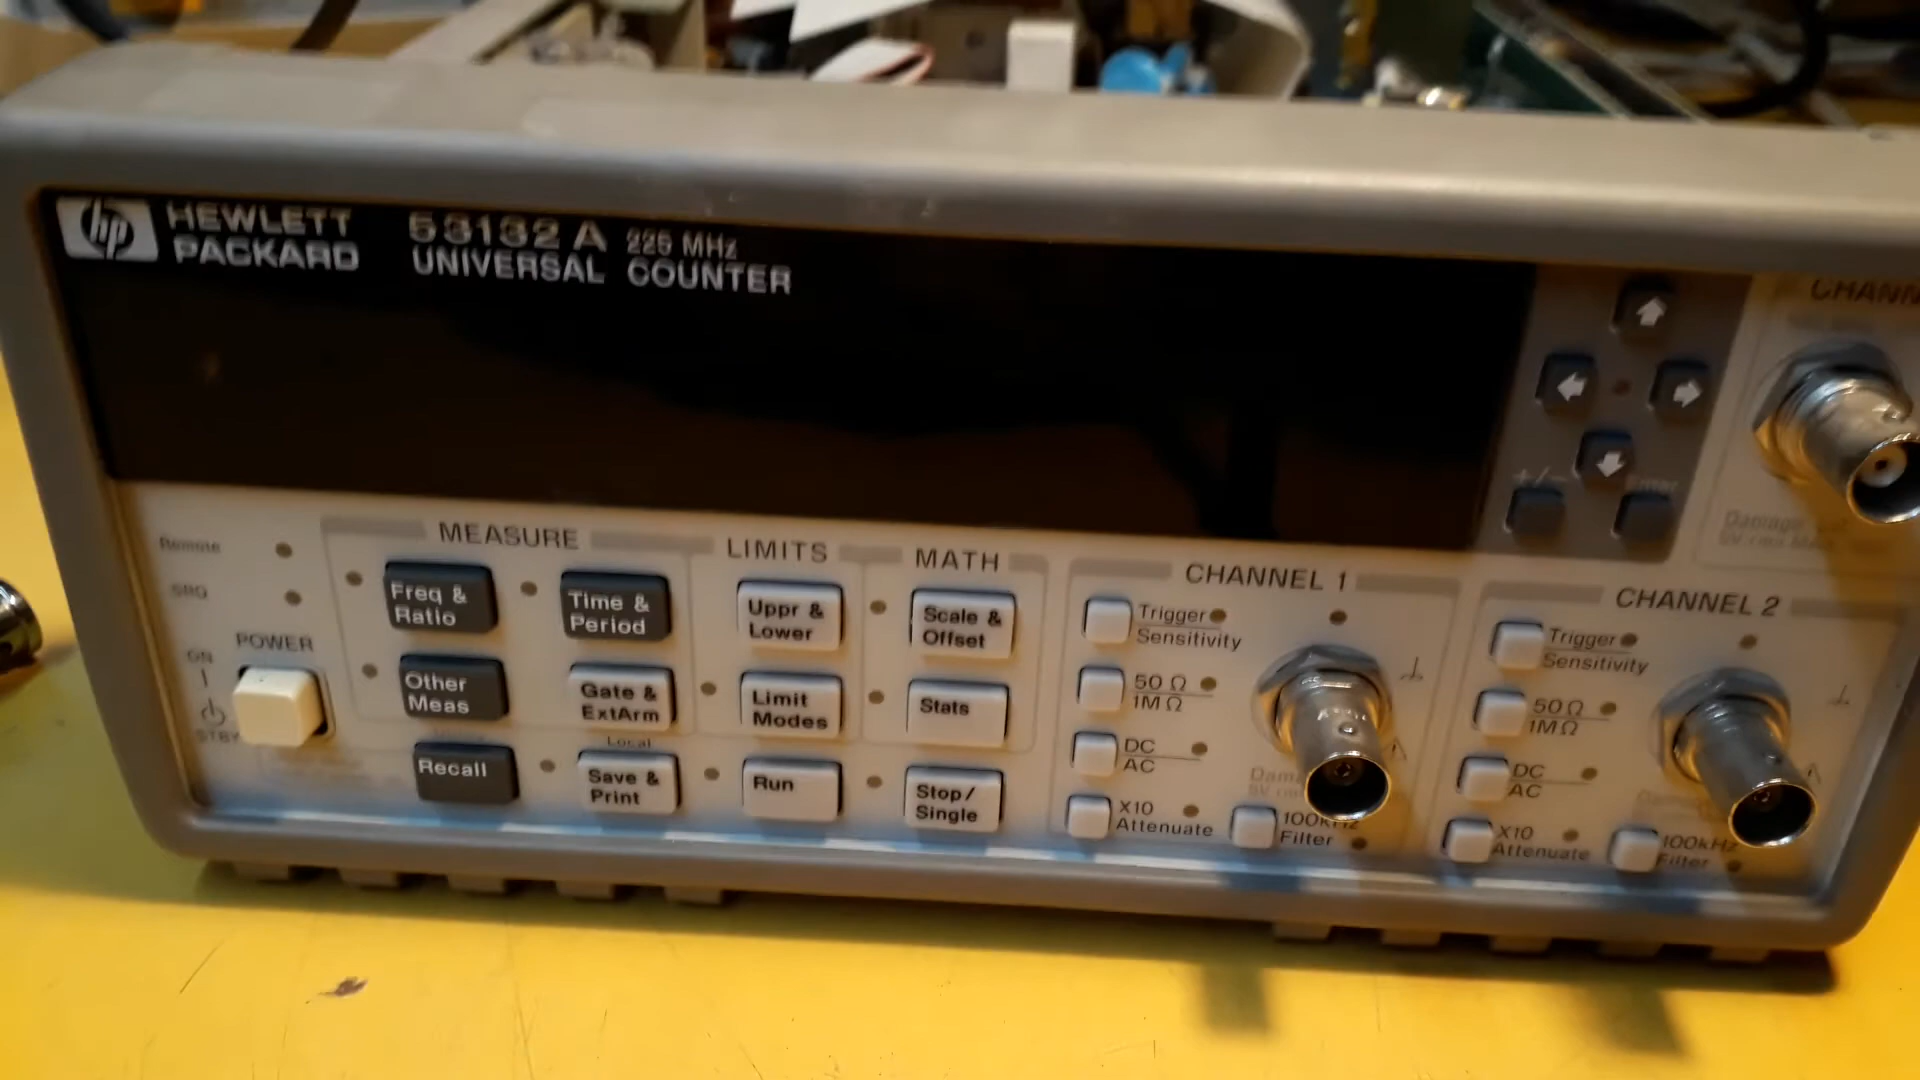 hp HEWLETT PACKARD
53132A 225 MHz
UNIVERSAL COUNTER
CHANN
+/- Enter
Remote
SRQ
POWER
ON
STBY
MEASURE
LIMITS
MATH
Freq & Ratio
Time & Period
Uppr & Lower
Scale & Offset
Other Meas
Gate & ExtArm
Limit Modes
Stats
Local
Recall
Save & Print
Run
Stop/ Single
CHANNEL 1
Trigger
Sensitivity
50 Ω
1M Ω
DC
AC
X10
Attenuate
100kHz
Filter
CHANNEL 2
Trigger
Sensitivity
50 Ω
1M Ω
DC
AC
X10
Attenuate
100kHz
Filter